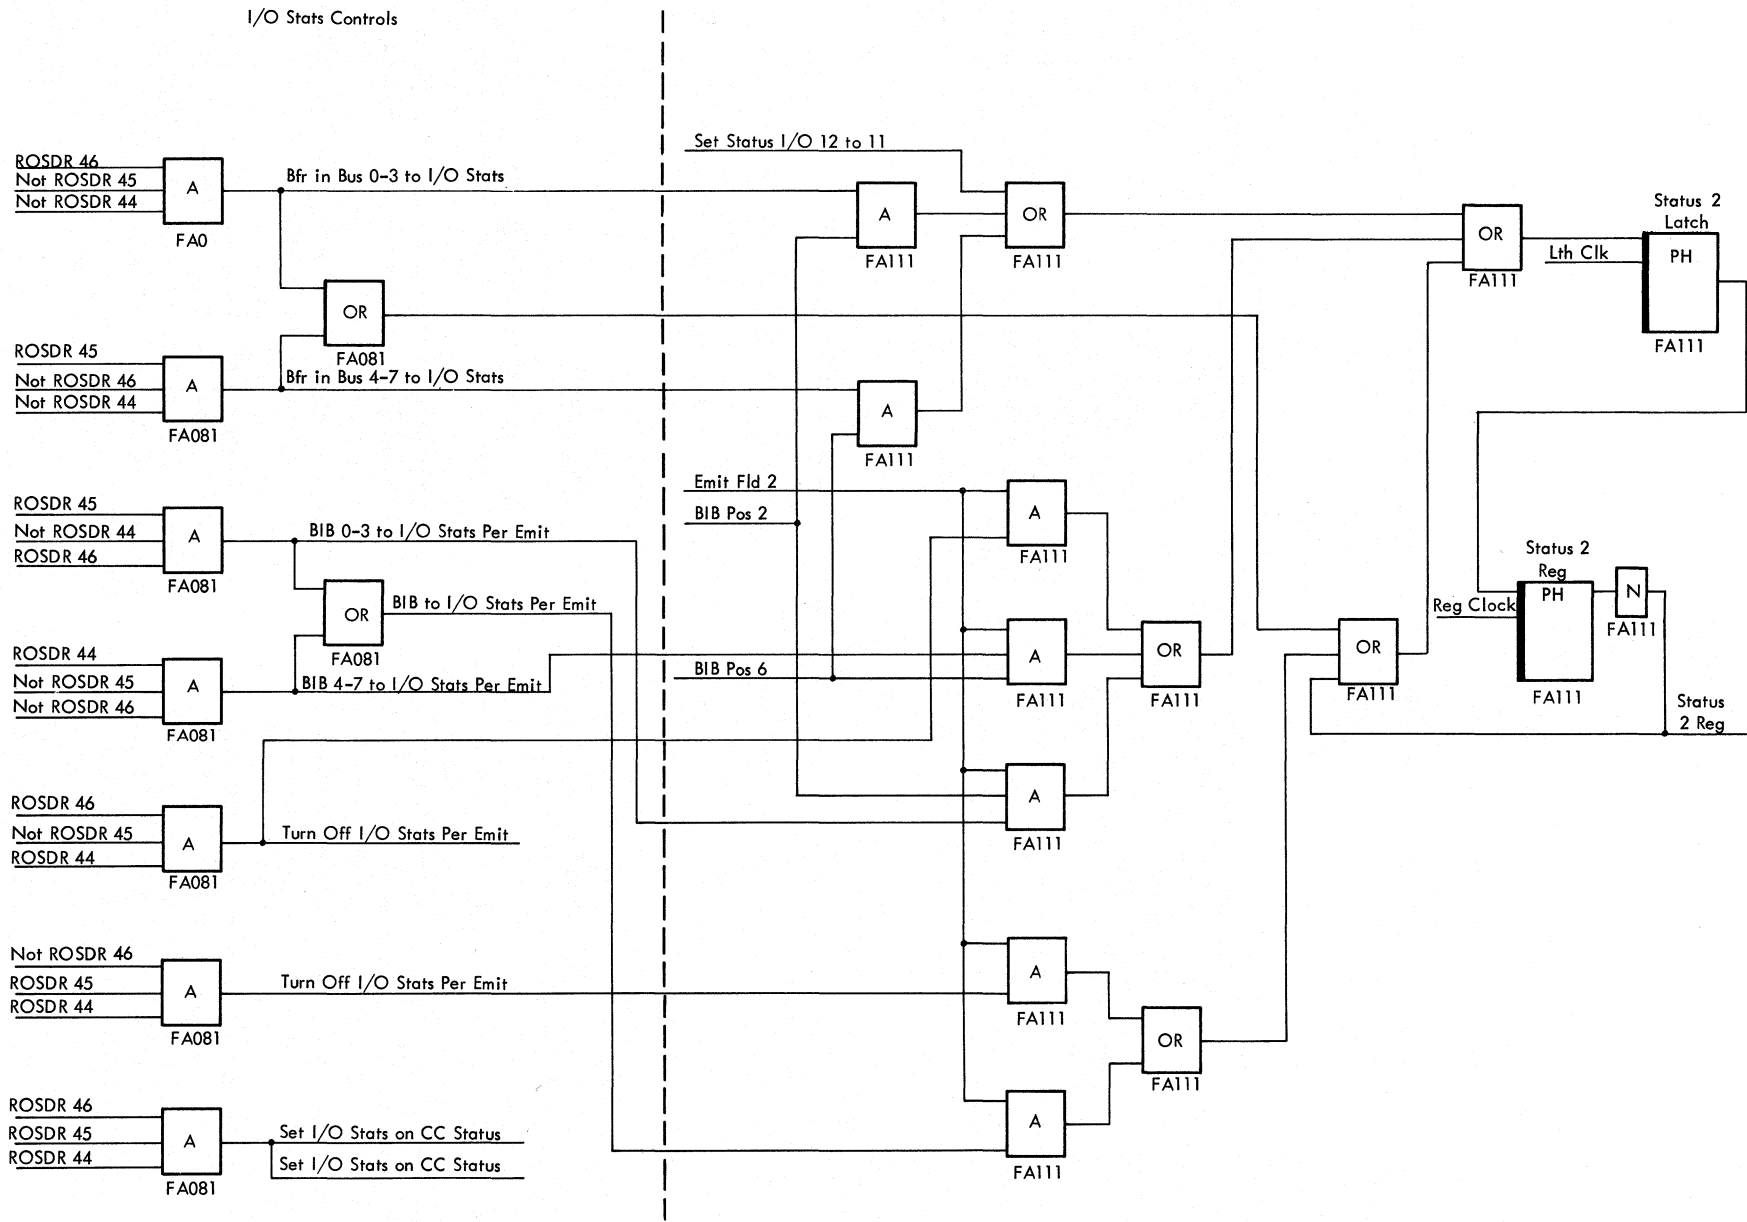 I/O Stats Controls
Set Status I/O 12 to 11
ROSDR 46
Not ROSDR 45
Not ROSDR 44
A
FA0
Bfr in Bus 0-3 to I/O Stats
A
FA111
OR
FA111
OR
FA111
Status 2
Latch
Lth Clk
PH
FA111
OR
FA081
ROSDR 45
Not ROSDR 46
Not ROSDR 44
A
FA081
Bfr in Bus 4-7 to I/O Stats
A
FA111
Emit Fld 2
BIB Pos 2
A
FA111
ROSDR 45
Not ROSDR 44
ROSDR 46
A
FA081
BIB 0-3 to I/O Stats Per Emit
OR
FA081
BIB to I/O Stats Per Emit
Status 2
Reg
PH
Reg Clock
FA111
N
FA111
ROSDR 44
Not ROSDR 45
Not ROSDR 46
A
FA081
BIB 4-7 to I/O Stats Per Emit
BIB Pos 6
A
FA111
OR
FA111
OR
FA111
Status
2 Reg
ROSDR 46
Not ROSDR 45
ROSDR 44
A
FA081
Turn Off I/O Stats Per Emit
A
FA111
Not ROSDR 46
ROSDR 45
ROSDR 44
A
FA081
Turn Off I/O Stats Per Emit
A
FA111
OR
FA111
ROSDR 46
ROSDR 45
ROSDR 44
A
FA081
Set I/O Stats on CC Status
Set I/O Stats on CC Status
A
FA111